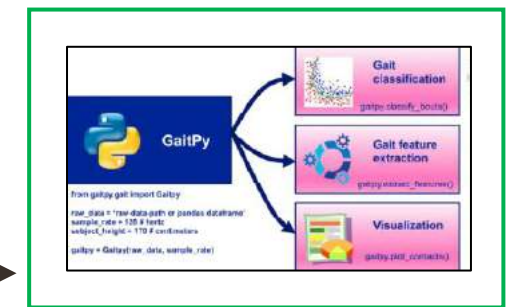 GaitPy
from gaitpy.gait import Gaitpy
raw_data = 'raw-data-path or pandas dataframe'
sample_rate = 128 # hertz
subject_height = 170 # centimeters
gaitpy = Gaitpy(raw_data, sample_rate)
Gait
classification
gaitpy.classify_bouts()
Gait feature
extraction
gaitpy.extract_features()
Visualization
gaitpy.plot_contacts()